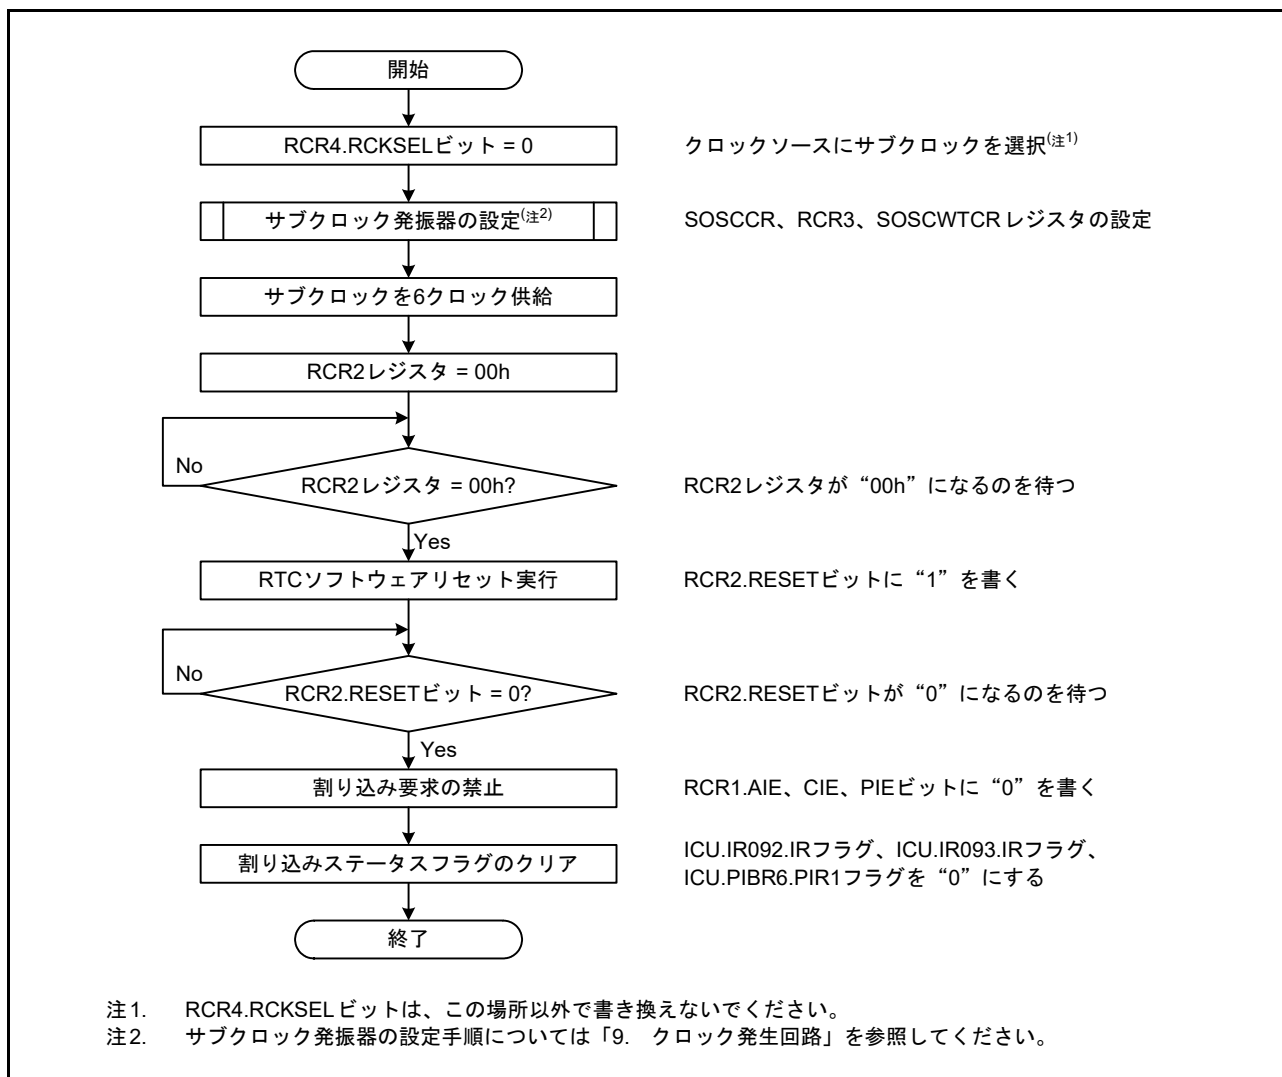 開始
RCR4.RCKSELビット = 0
クロックソースにサブクロックを選択(注1)
サブクロック発振器の設定(注2)
SOSCCR、RCR3、SOSCWTCRレジスタの設定
サブクロックを6クロック供給
RCR2レジスタ = 00h
No
RCR2レジスタ = 00h?
RCR2レジスタが“00h”になるのを待つ
Yes
RTCソフトウェアリセット実行
RCR2.RESETビットに“1”を書く
No
RCR2.RESETビット = 0?
RCR2.RESETビットが“0”になるのを待つ
Yes
割り込み要求の禁止
RCR1.AIE、CIE、PIEビットに“0”を書く
割り込みステータスフラグのクリア
ICU.IR092.IRフラグ、ICU.IR093.IRフラグ、
ICU.PIBR6.PIR1フラグを“0”にする
終了
注1. RCR4.RCKSELビットは、この場所以外で書き換えないでください。
注2. サブクロック発振器の設定手順については「9. クロック発生回路」を参照してください。